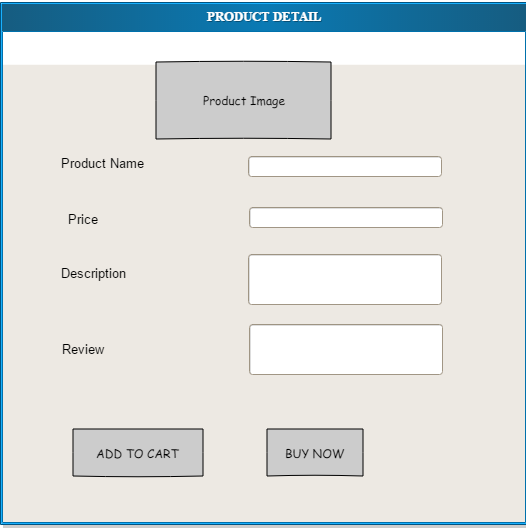 PRODUCT DETAIL
Product Image
Product Name
Price
Description
Review
ADD TO CART
BUY NOW